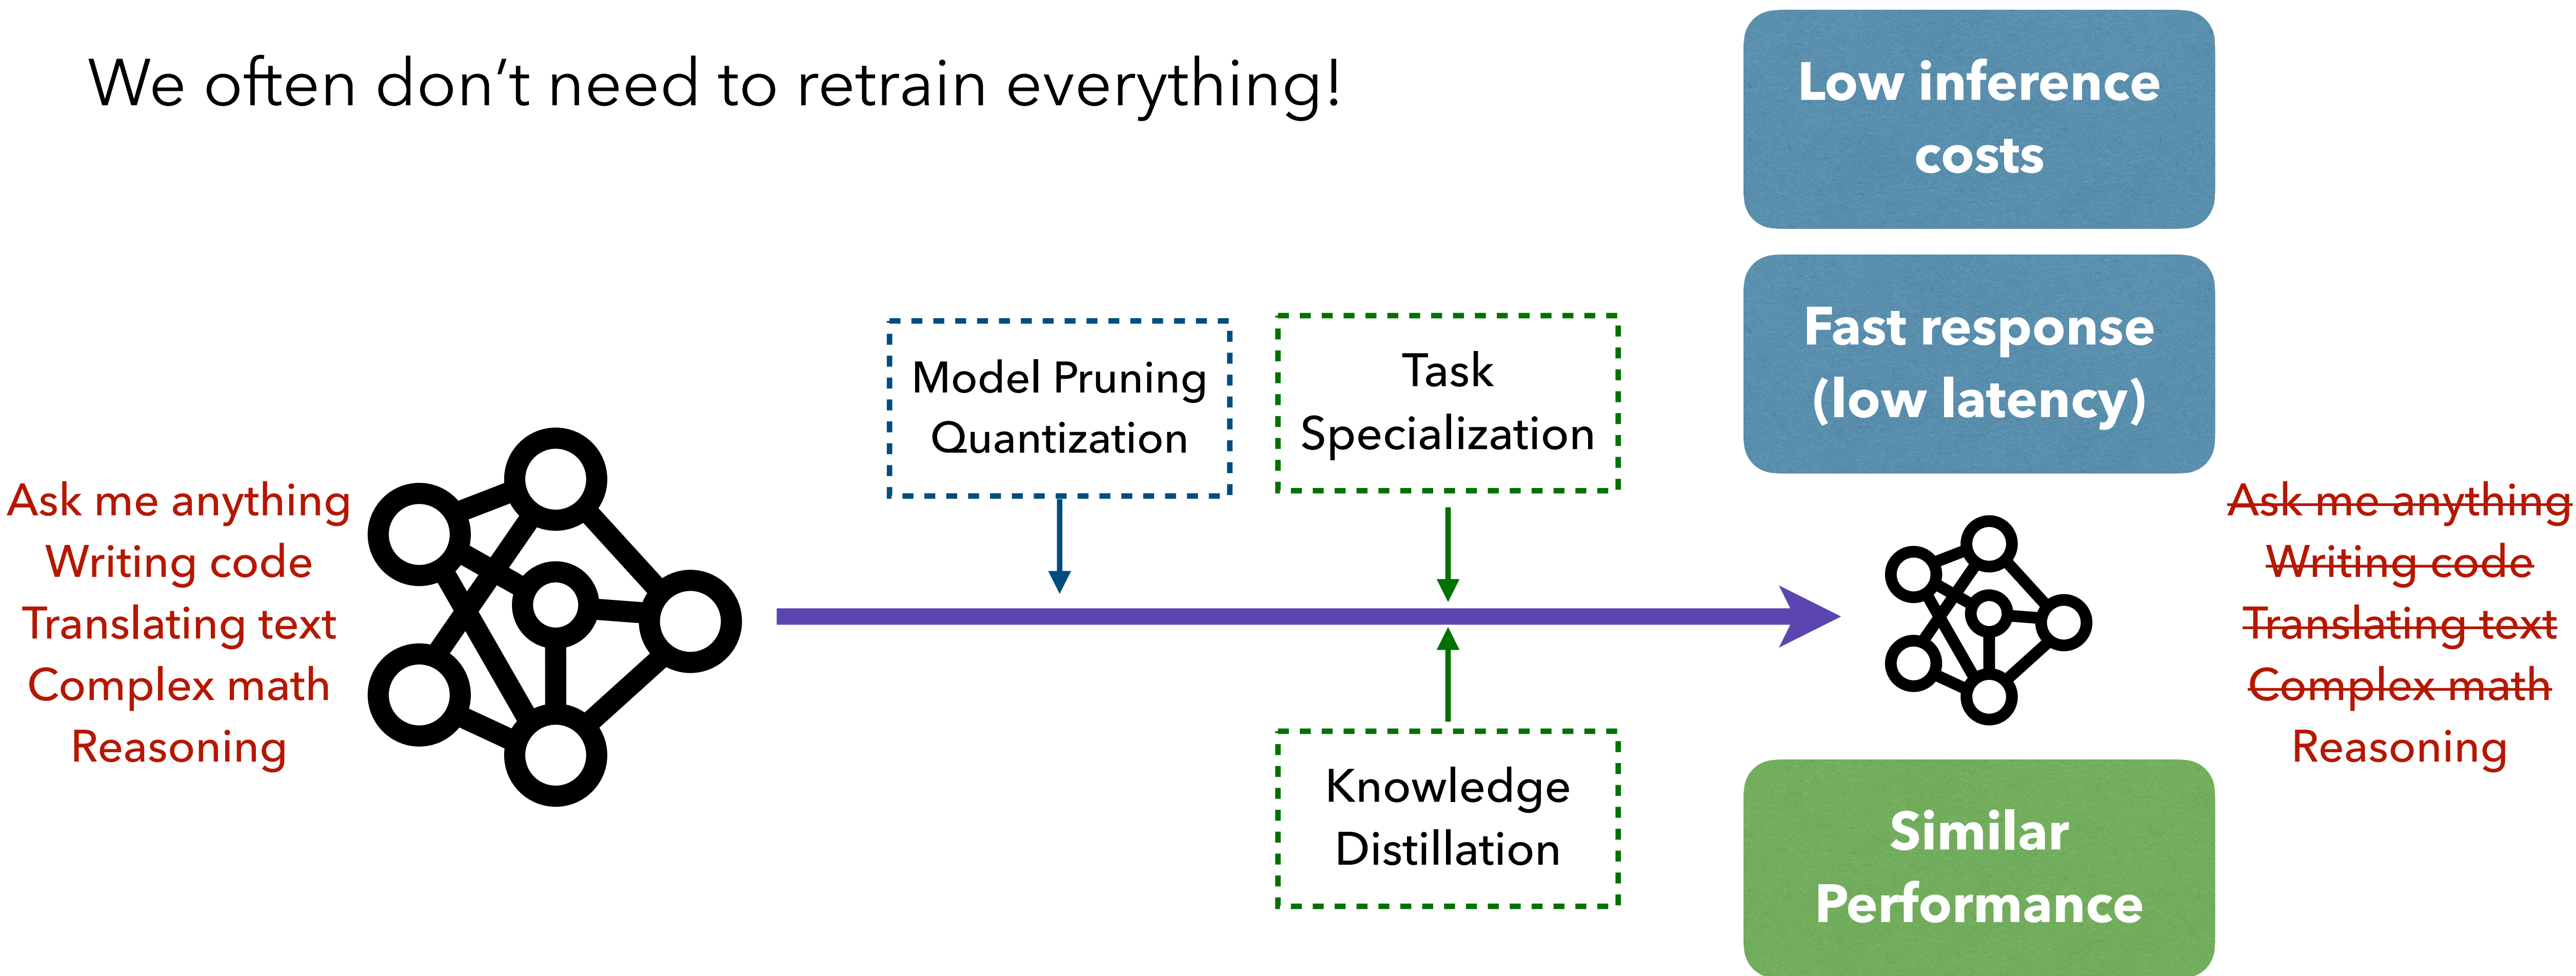 We often don't need to retrain everything!
Low inference
costs
Fast response
(low latency)
Model Pruning
Quantization
Task
Specialization
Ask me anything
Writing code
Translating text
Complex math
Reasoning
Knowledge
Distillation
Ask me anything
Writing code
Translating text
Complex math
Reasoning
Similar
Performance